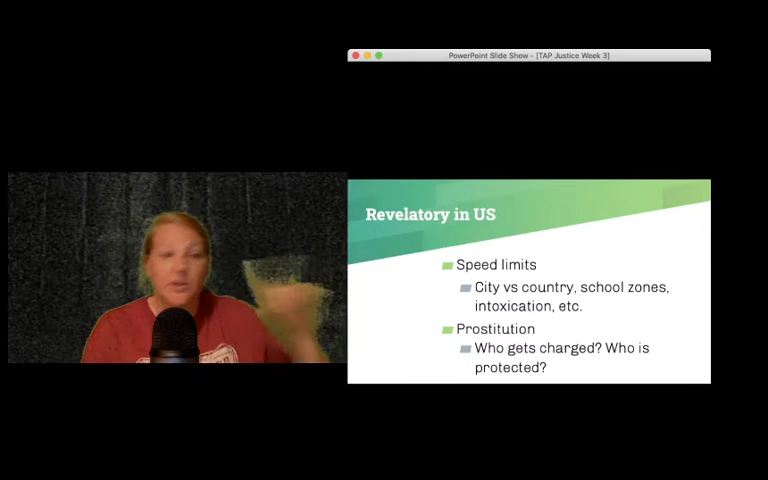 PowerPoint Slide Show - [TAP Justice Week 3]
Revelatory in US
Speed limits
City vs country, school zones,
intoxication, etc.
Prostitution
Who gets charged? Who is
protected?